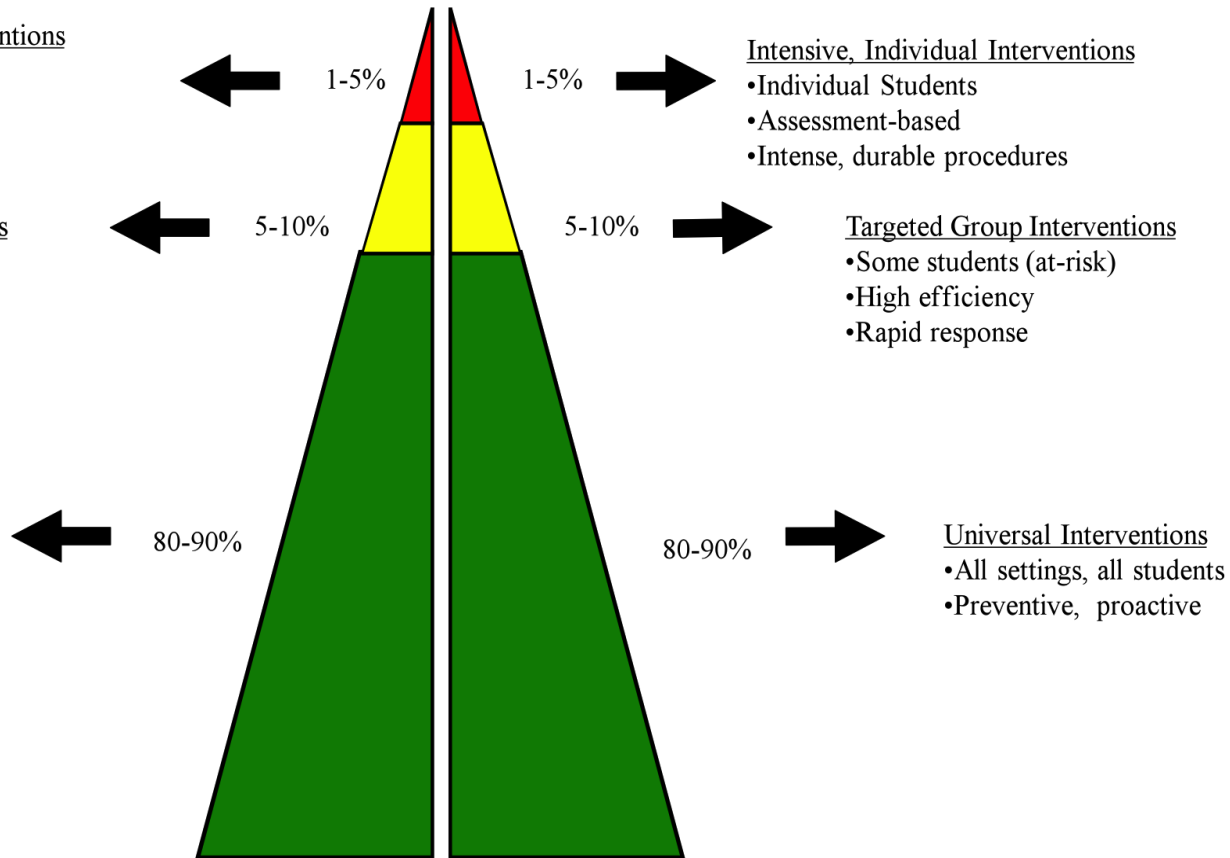 1-5%
5-10%
80-90%
1-5%
Intensive, Individual Interventions
•Individual Students
•Assessment-based
•Intense, durable procedures
5-10%
Targeted Group Interventions
•Some students (at-risk)
•High efficiency
•Rapid response
80-90%
Universal Interventions
•All settings, all students
•Preventive, proactive